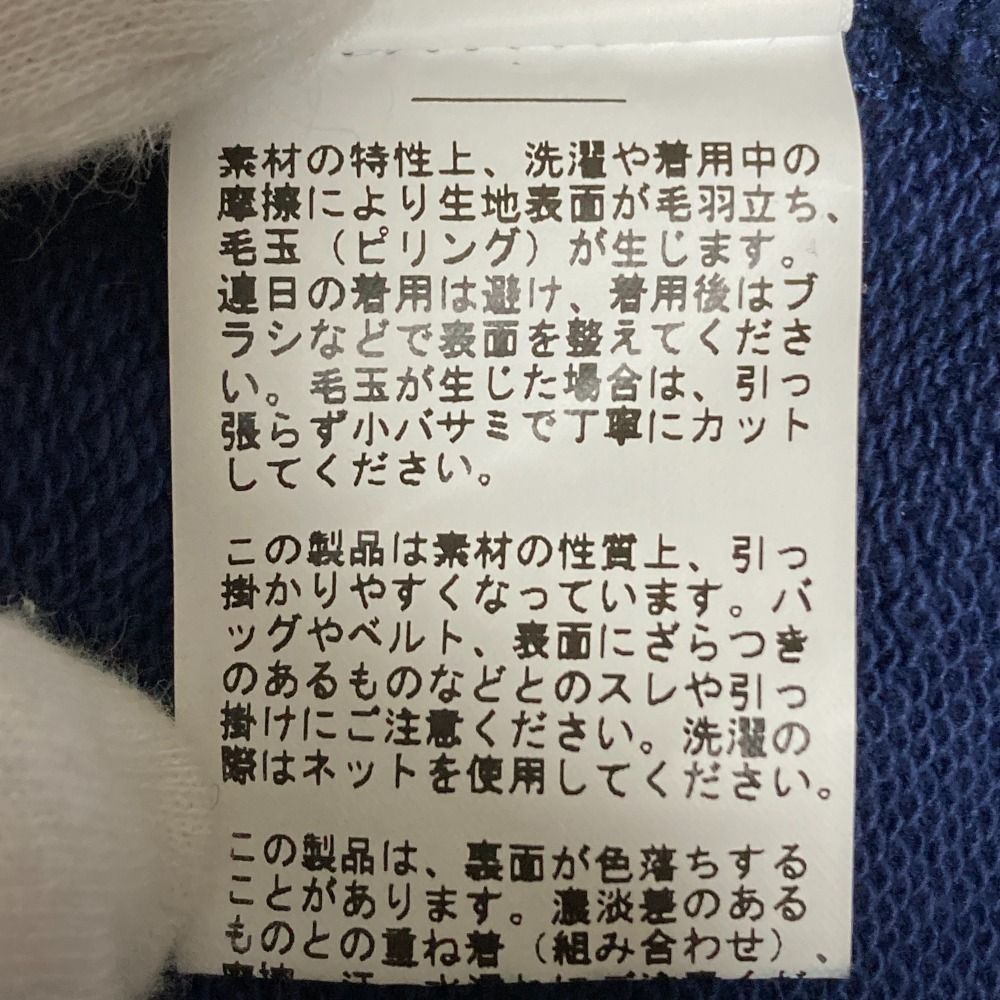 素材の特性上、洗濯や着用中の
摩擦により生地表面が毛羽立ち、
毛玉（ピリング）が生じます。
連日の着用は避け、着用後はブ
ラシなどで表面を整えてくださ
い。毛玉が生じた場合は、引っ
張らず小バサミで丁寧にカット
してください。
この製品は素材の性質上、引っ
掛かりやすくなっています。バ
ッグやベルト、表面にざらつき
のあるものなどとのスレや引っ
掛けにご注意ください。洗濯の
際はネットを使用してください。
この製品は、裏面が色落ちする
ことがあります。濃淡差のある
ものとの重ね着（組み合わせ）、